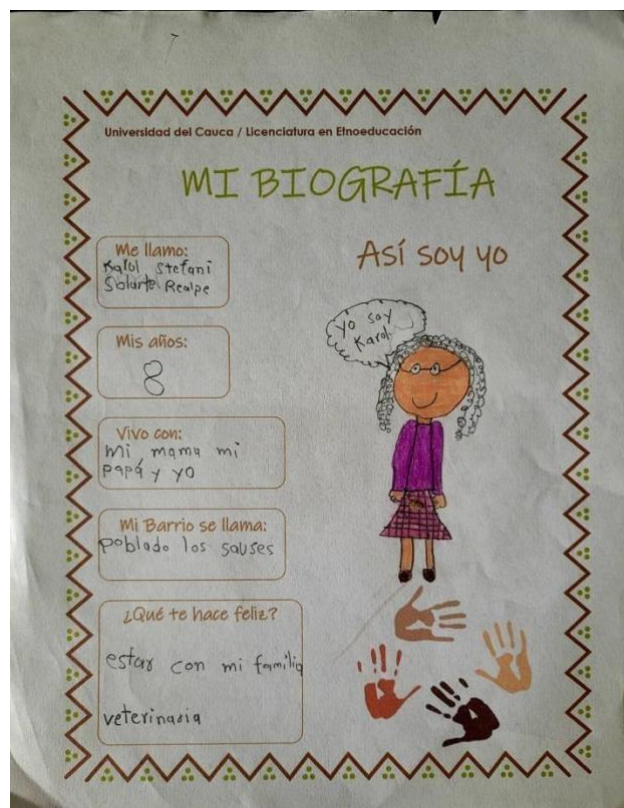 Universidad del Cauca / Licenciatura en Etnoeducación
MI BIOGRAFÍA
Así soy yo
Me llamo:
Karol Stefani
Solarte Realpe
Mis años:
8
Vivo con:
mi mama mi
papá y yo
Mi Barrio se llama:
poblado los sauses
¿Qué te hace feliz?
estar con mi familia
veterinaria
yo soy
Karol